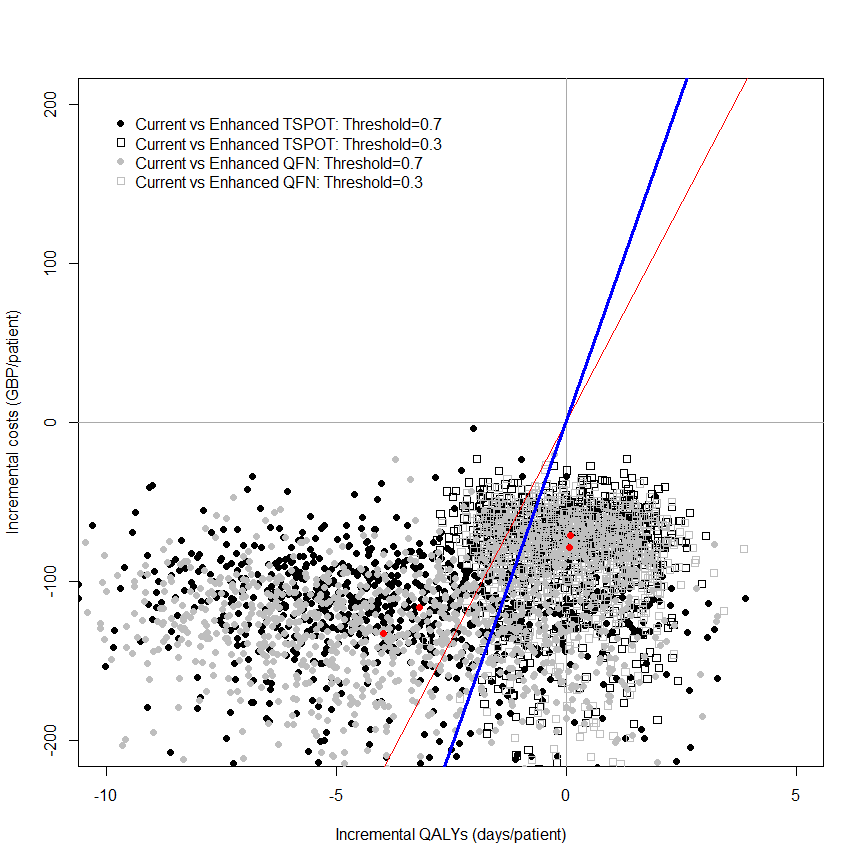 200
100
0
-100
-200
Incremental costs (GBP/patient)
Current vs Enhanced TSPOT: Threshold=0.7
Current vs Enhanced TSPOT: Threshold=0.3
Current vs Enhanced QFN: Threshold=0.7
Current vs Enhanced QFN: Threshold=0.3
-10
-5
0
5
Incremental QALYs (days/patient)